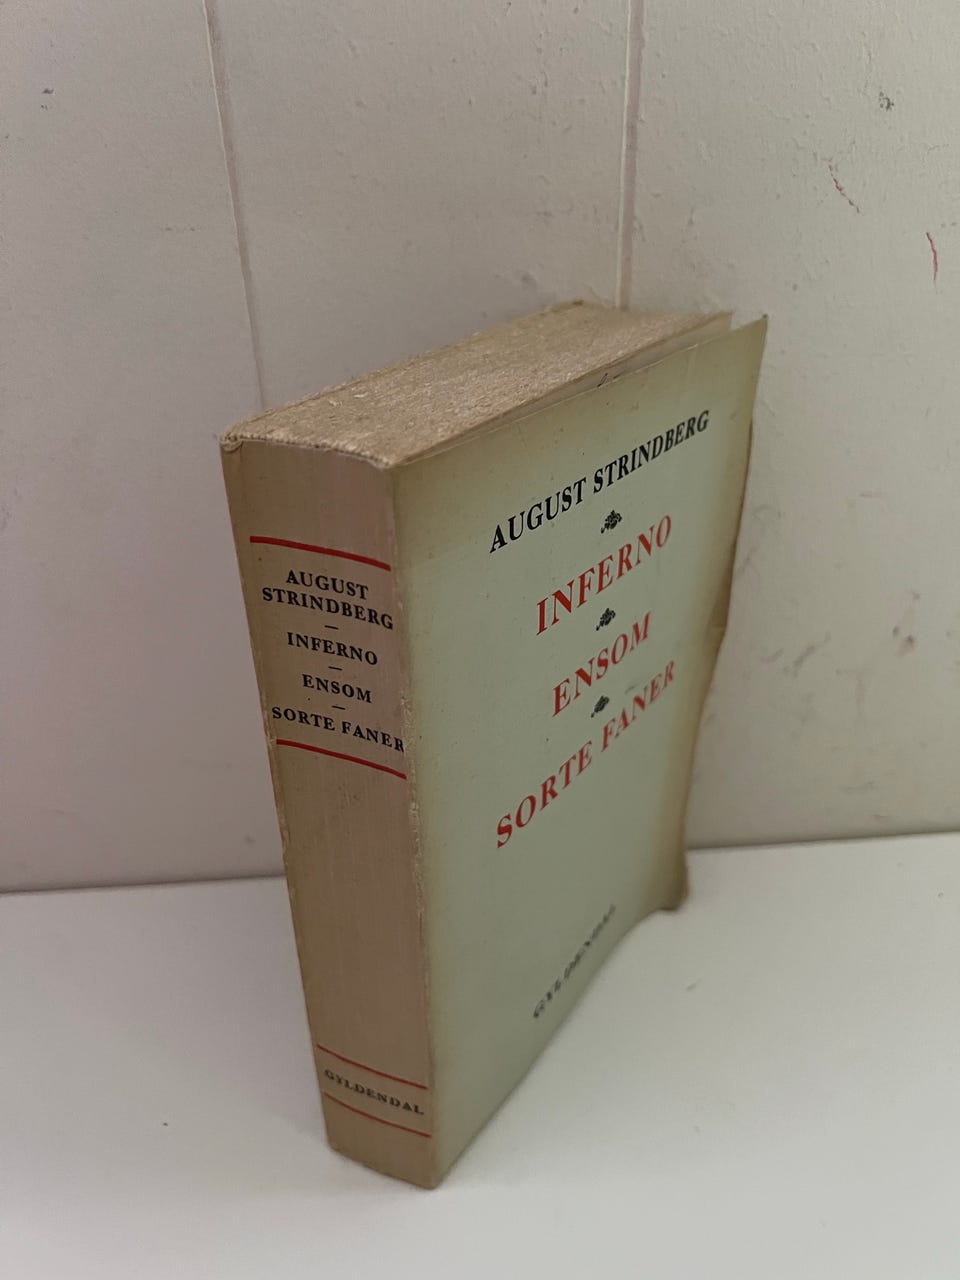 AUGUST
STRINDBERG
INFERNO
ENSOM
SORTE FANER
GYLDENDAL
AUGUST STRINDBERG
INFERNO
ENSOM
SORTE FANER
GYLDENDAL